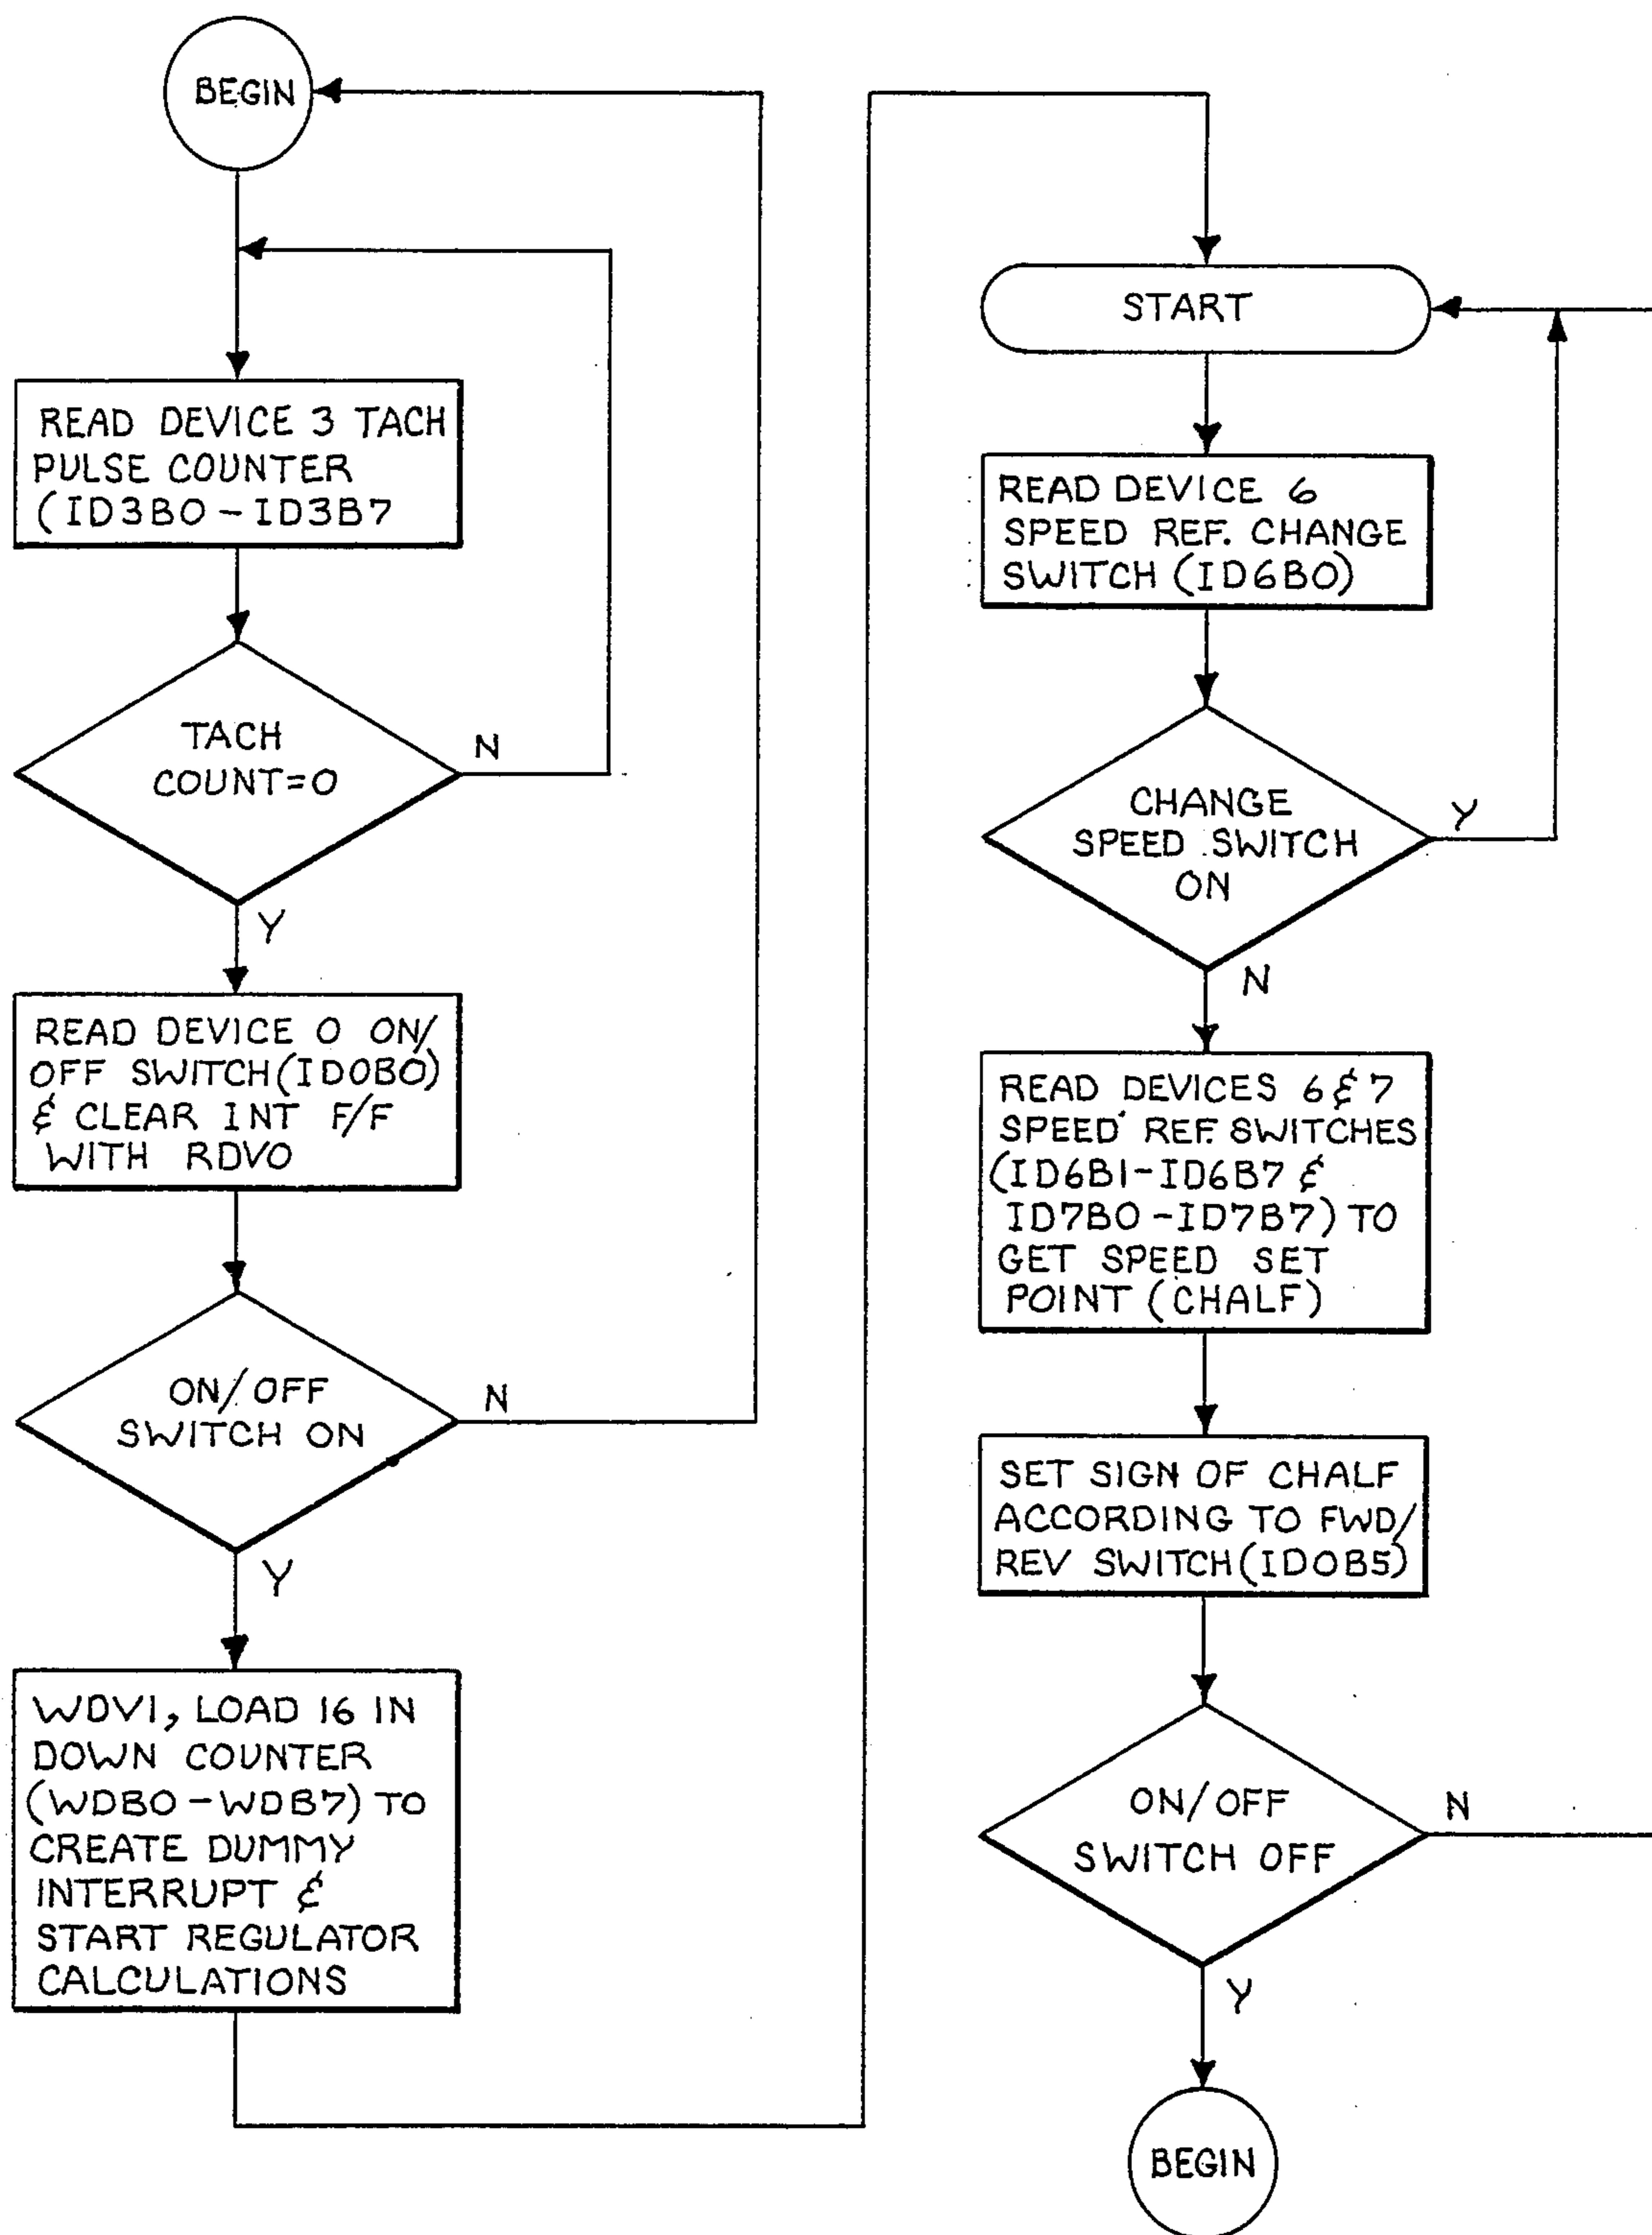 BEGIN
READ DEVICE 3 TACH
PULSE COUNTER
(ID3B0 - ID3B7
TACH
COUNT=0
N
Y
READ DEVICE 0 ON/
OFF SWITCH(ID0B0)
& CLEAR INT F/F
WITH RDV0
ON/OFF
SWITCH ON
N
Y
WDV1, LOAD 16 IN
DOWN COUNTER
(WDB0 - WDB7) TO
CREATE DUMMY
INTERRUPT &
START REGULATOR
CALCULATIONS
START
READ DEVICE 6
SPEED REF. CHANGE
SWITCH (ID6B0)
CHANGE
SPEED SWITCH
ON
Y
N
READ DEVICES 6 & 7
SPEED REF. SWITCHES
(ID6B1-ID6B7 &
ID7B0 - ID7B7) TO
GET SPEED SET
POINT (CHALF)
SET SIGN OF CHALF
ACCORDING TO FWD/
REV SWITCH(ID0B5)
ON/OFF
SWITCH OFF
N
Y
BEGIN